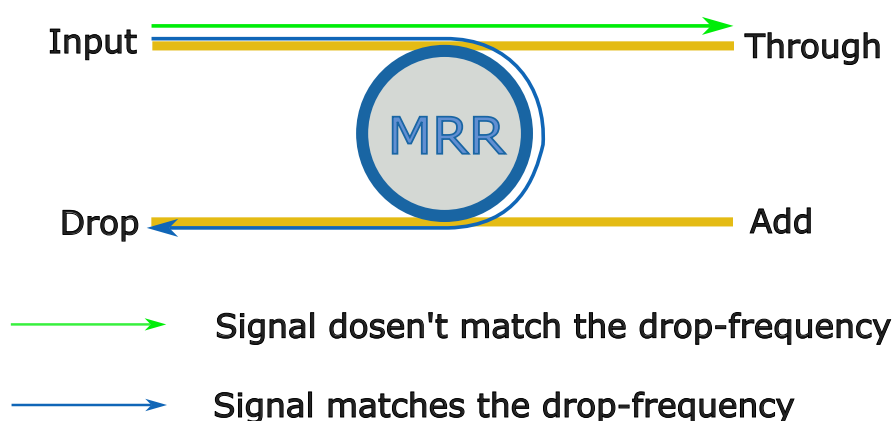 Input
Through
MRR
Drop
Add
Signal dosen't match the drop-frequency
Signal matches the drop-frequency